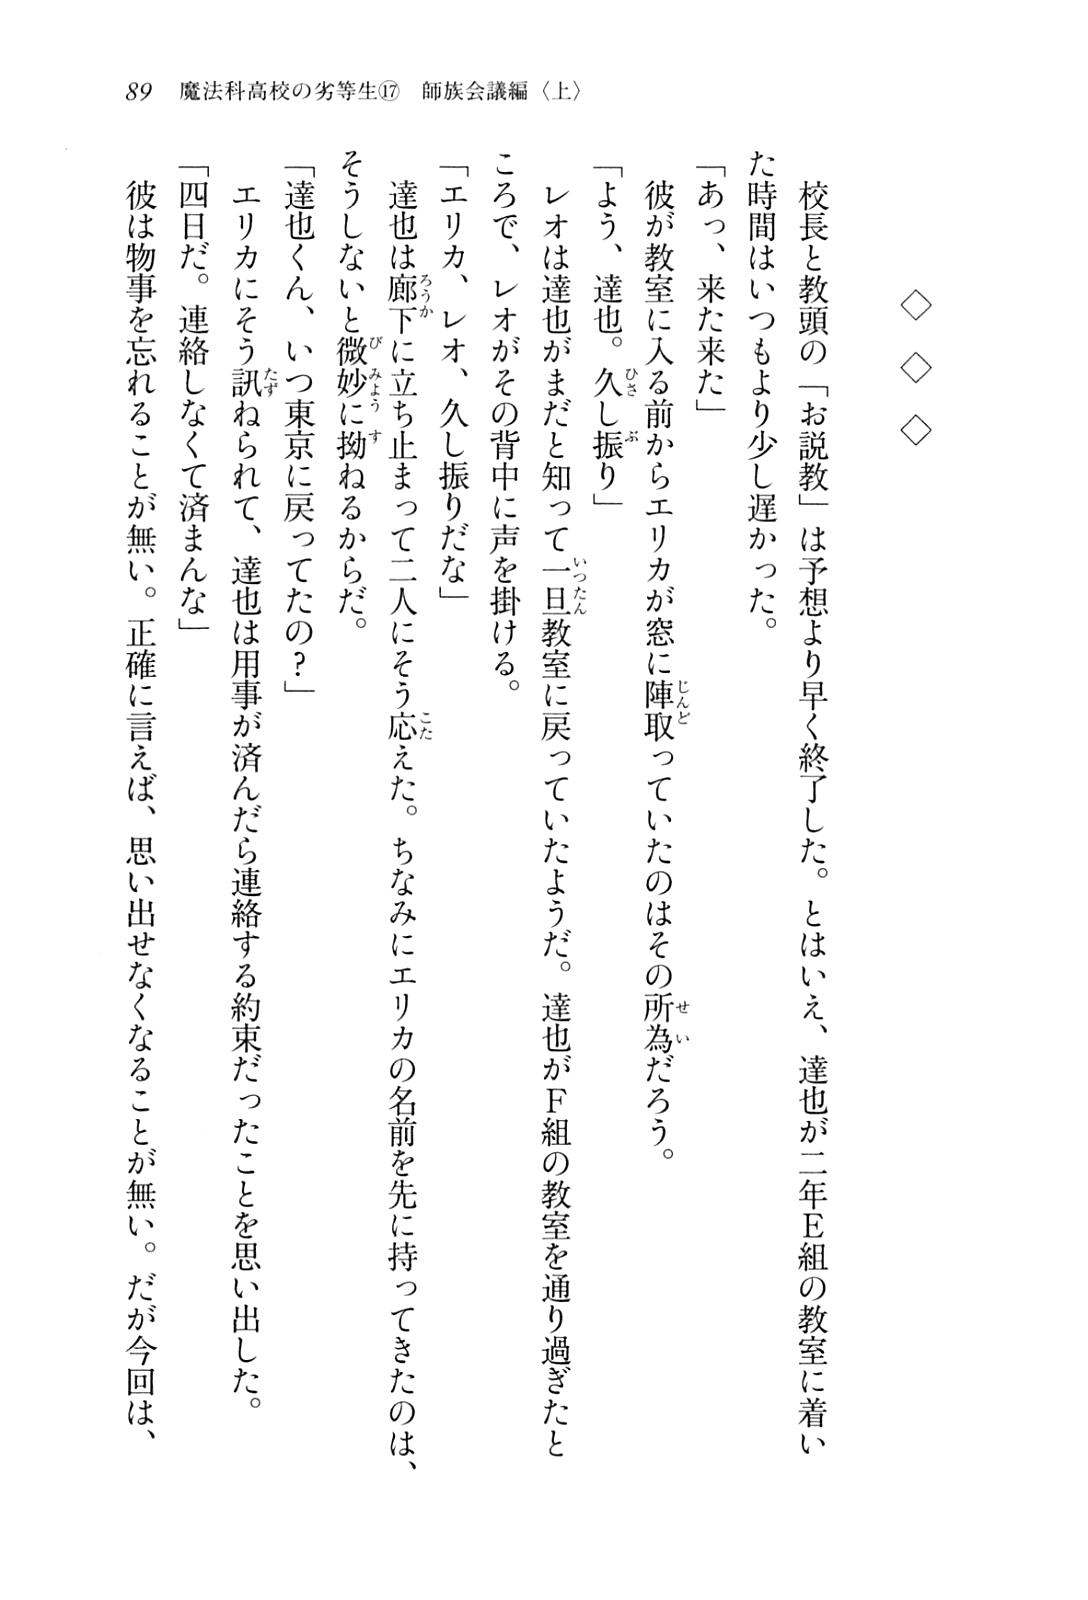 89　魔法科高校の劣等生⑰　師族会議編〈上〉
◇　◇　◇
　校長と教頭の「お説教」は予想より早く終了した。とはいえ、達也が二年Ｅ組の教室に着い
た時間はいつもより少し遅かった。
「あっ、来た来た」
　彼が教室に入る前からエリカが窓に陣取っていたのはその所為だろう。
「よう、達也。久し振り」
　レオは達也がまだと知って一旦教室に戻っていたようだ。達也がＦ組の教室を通り過ぎたと
ころで、レオがその背中に声を掛ける。
「エリカ、レオ、久し振りだな」
　達也は廊下に立ち止まって二人にそう応えた。ちなみにエリカの名前を先に持ってきたのは、
そうしないと微妙に拗ねるからだ。
「達也くん、いつ東京に戻ってたの？」
　エリカにそう訊ねられて、達也は用事が済んだら連絡する約束だったことを思い出した。
「四日だ。連絡しなくて済まんな」
　彼は物事を忘れることが無い。正確に言えば、思い出せなくなることが無い。だが今回は、